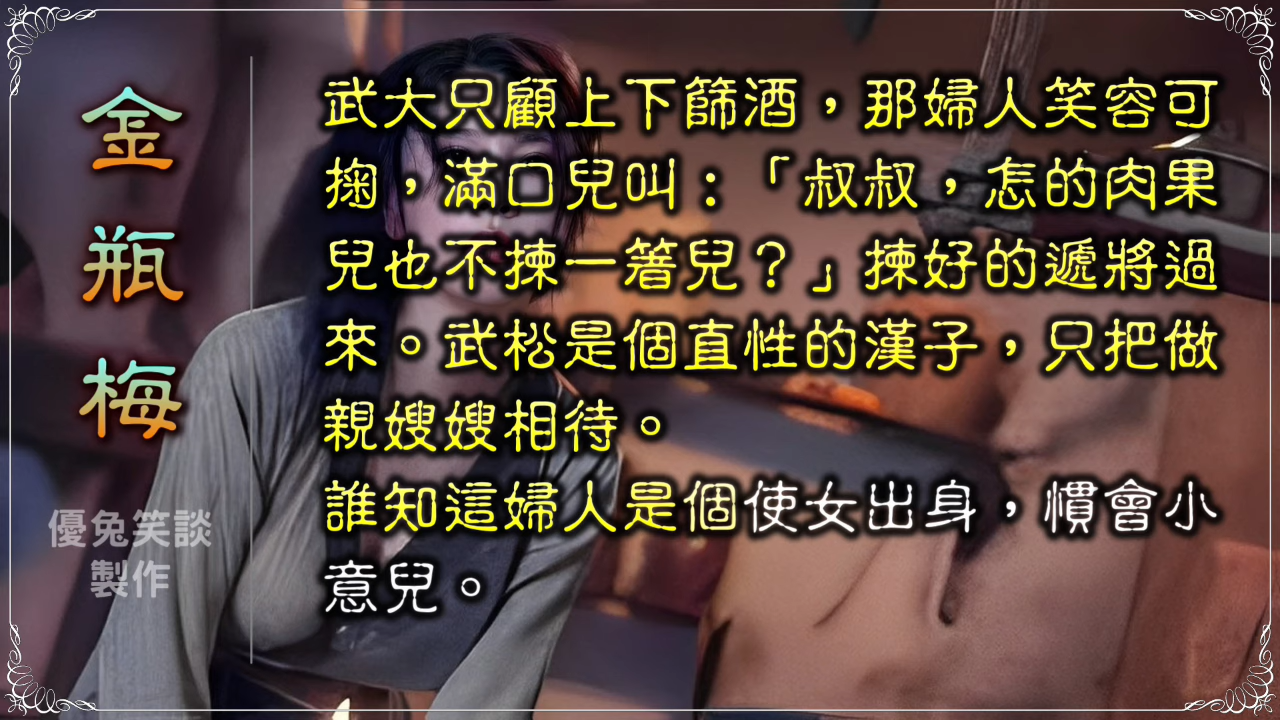 金瓶梅
優兔笑談
製作
武大只顧上下篩酒，那婦人笑容可
掬，滿口兒叫：「叔叔，怎的肉果
兒也不揀一箸兒？」揀好的遞將過
來。武松是個直性的漢子，只把做
親嫂嫂相待。
誰知這婦人是個使女出身，慣會小
意兒。